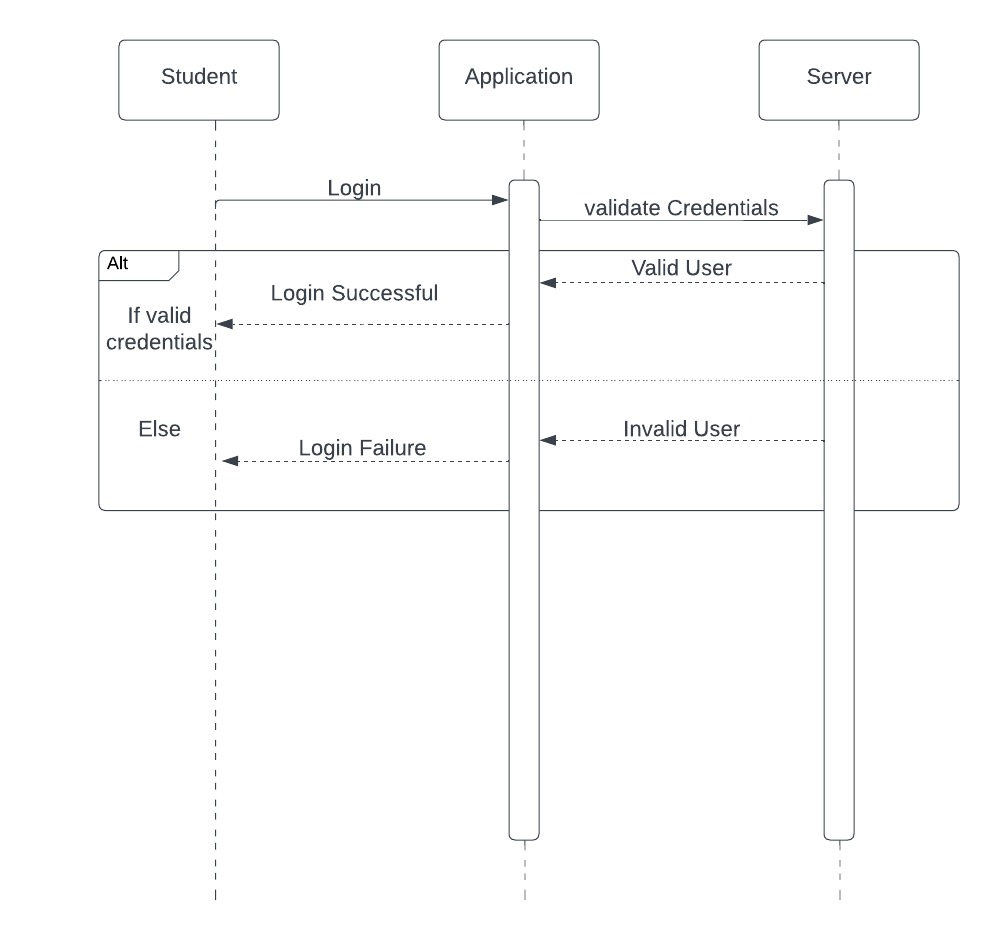 Student
Application
Server
Login
validate Credentials
Alt
Valid User
Login Successful
If valid
credentials
Else
Invalid User
Login Failure